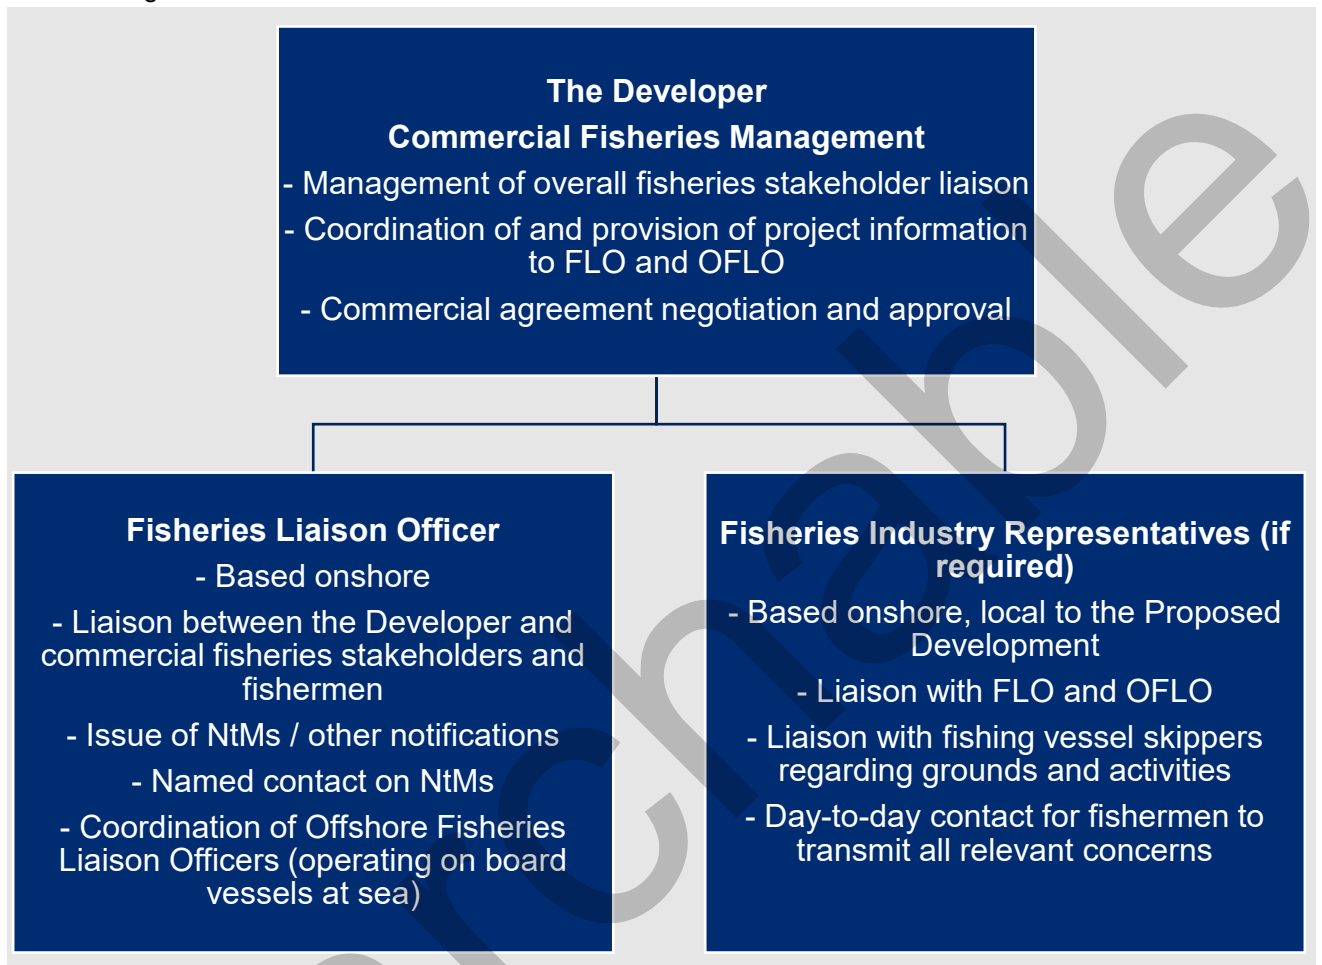 The Developer
Commercial Fisheries Management
- Management of overall fisheries stakeholder liaison
- Coordination of and provision of project information
to FLO and OFLO
- Commercial agreement negotiation and approval
Fisheries Liaison Officer
- Based onshore
- Liaison between the Developer and
commercial fisheries stakeholders and
fishermen
- Issue of NtMs / other notifications
- Named contact on NtMs
- Coordination of Offshore Fisheries
Liaison Officers (operating on board
vessels at sea)
Fisheries Industry Representatives (if
required)
- Based onshore, local to the Proposed
Development
- Liaison with FLO and OFLO
- Liaison with fishing vessel skippers
regarding grounds and activities
- Day-to-day contact for fishermen to
transmit all relevant concerns
archable